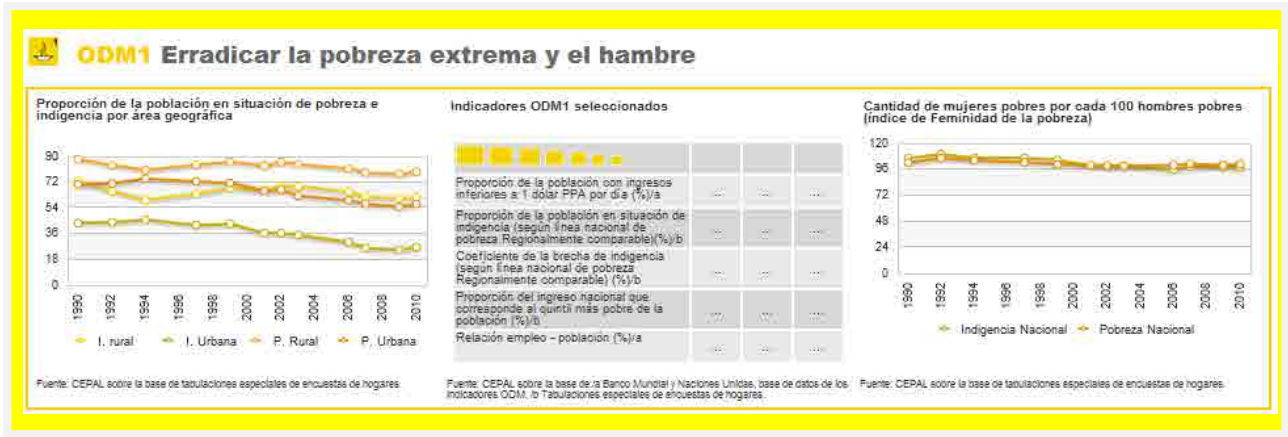 ODM1 Erradicar la pobreza extrema y el hambre
Proporción de la población en situación de pobreza e
indigencia por área geográfica
90
72
54
36
18
0
1990
1992
1994
1996
1998
2000
2002
2004
2006
2008
2010
I. rural
I. Urbana
P. Rural
P. Urbana
Fuente: CEPAL sobre la base de tabulaciones especiales de encuestas de hogares.
Indicadores ODM1 seleccionados
Proporción de la población con ingresos
inferiores a 1 dólar PPA por día (%)/a
... ... ...
Proporción de la población en situación de
indigencia (según línea nacional de
pobreza Regionalmente comparable)(%)/b
... ... ...
Coeficiente de la brecha de indigencia
(según línea nacional de pobreza
Regionalmente comparable) (%)/b
... ... ...
Proporción del ingreso nacional que
corresponde al quintil más pobre de la
población (%)/b
... ... ...
Relación empleo – población (%)/a
... ... ...
Fuente: CEPAL sobre la base de /a Banco Mundial y Naciones Unidas, base de datos de los
Indicadores ODM. /b Tabulaciones especiales de encuestas de hogares.
Cantidad de mujeres pobres por cada 100 hombres pobres
(índice de Feminidad de la pobreza)
120
96
72
48
24
0
1990
1992
1994
1996
1998
2000
2002
2004
2006
2008
2010
Indigencia Nacional
Pobreza Nacional
Fuente: CEPAL sobre la base de tabulaciones especiales de encuestas de hogares.